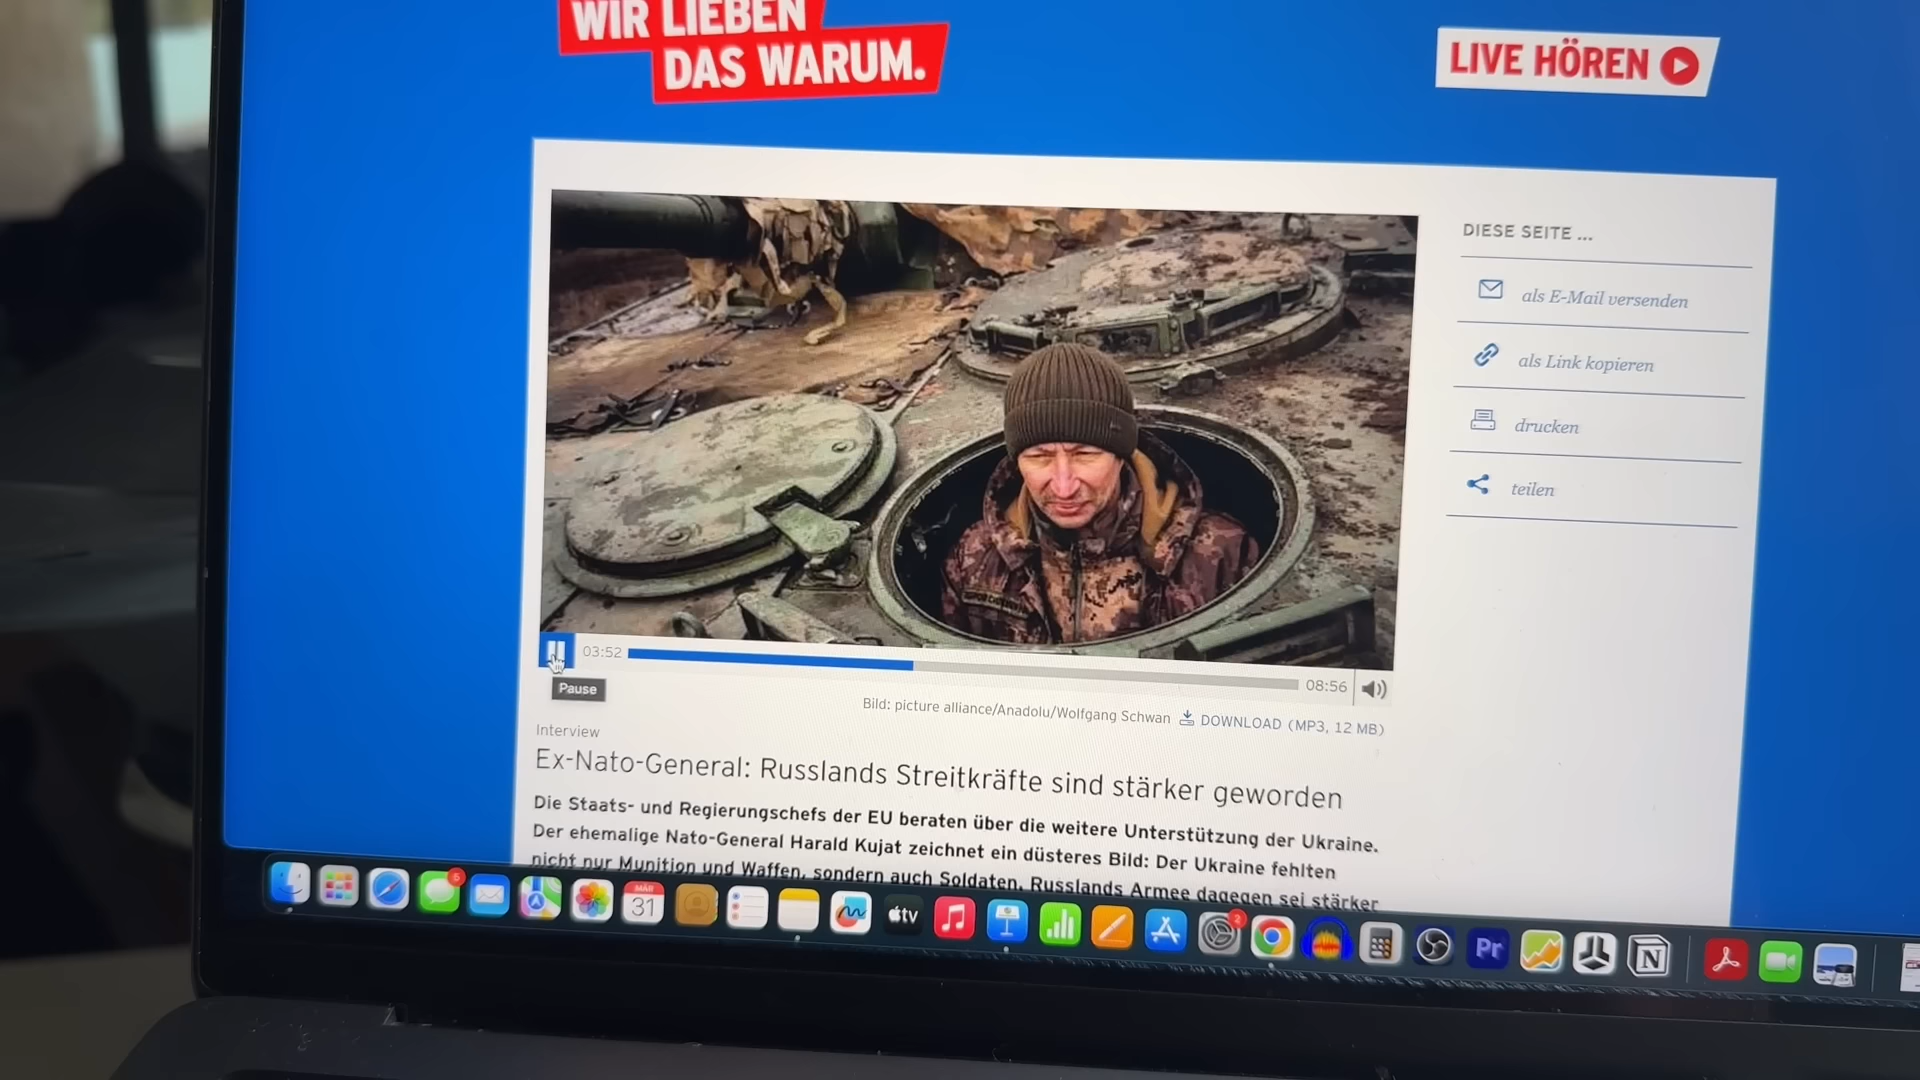 WIR LIEBEN
DAS WARUM.
LIVE HÖREN
DIESE SEITE ...
als E-Mail versenden
als Link kopieren
drucken
teilen
03:52
08:56
Pause
Bild: picture alliance/Anadolu/Wolfgang Schwan
DOWNLOAD (MP3, 12 MB)
Interview
Ex-Nato-General: Russlands Streitkräfte sind stärker geworden
Die Staats- und Regierungschefs der EU beraten über die weitere Unterstützung der Ukraine.
Der ehemalige Nato-General Harald Kujat zeichnet ein düsteres Bild: Der Ukraine fehlten
nicht nur Munition und Waffen, sondern auch Soldaten. Russlands Armee dagegen sei stärker
5
MÄR
31
tv
2
Pr
N